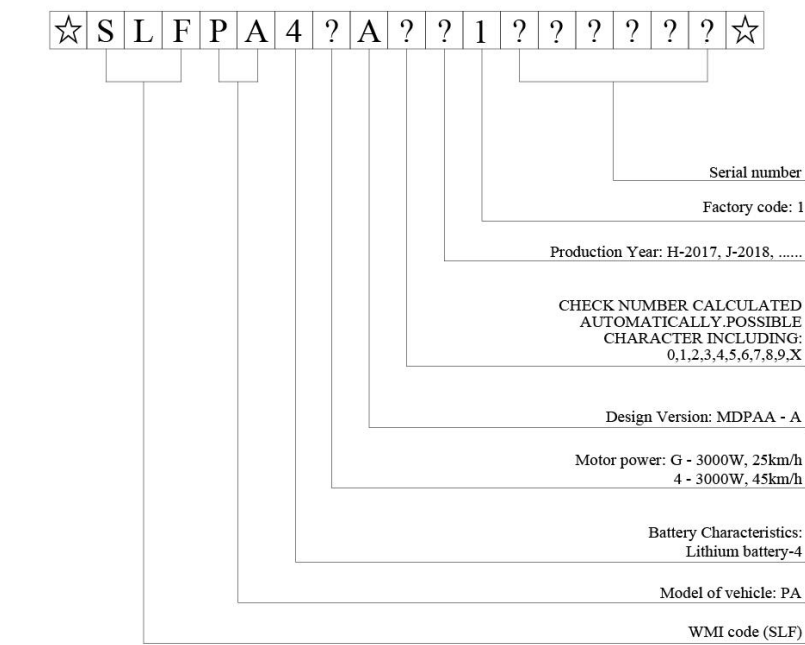 ☆ S L F P A 4 ? A ? ? 1 ? ? ? ? ? ? ☆
Serial number
Factory code: 1
Production Year: H-2017, J-2018, ......
CHECK NUMBER CALCULATED
AUTOMATICALLY.POSSIBLE
CHARACTER INCLUDING:
0,1,2,3,4,5,6,7,8,9,X
Design Version: MDPAA - A
Motor power: G - 3000W, 25km/h
4 - 3000W, 45km/h
Battery Characteristics:
Lithium battery-4
Model of vehicle: PA
WMI code (SLF)